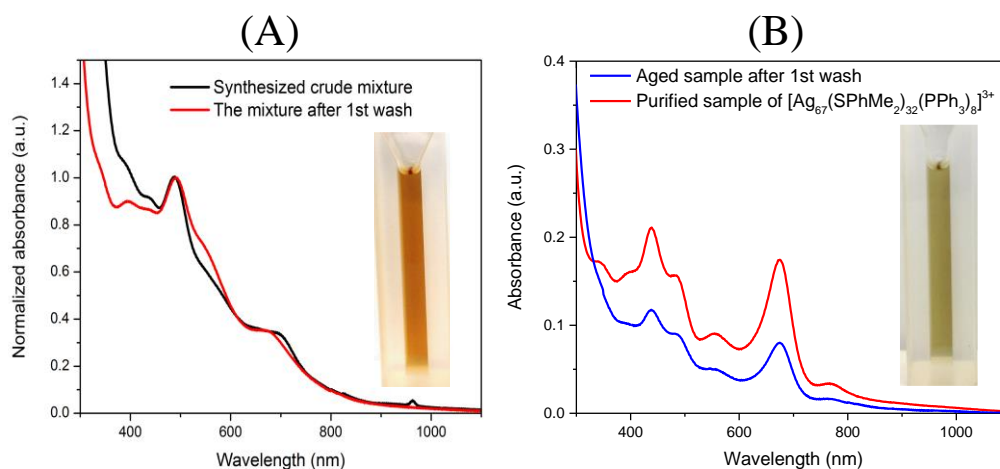 (A)
Normalized absorbance (a.u.)
1.4
1.2
1.0
0.8
0.6
0.4
0.2
0.0
Synthesized crude mixture
The mixture after 1st wash
400 600 800 1000
Wavelength (nm)
(B)
Absorbance (a.u.)
0.4
0.3
0.2
0.1
0.0
Aged sample after 1st wash
Purified sample of [Ag₆₇(SPhMe₂)₃₂(PPh₃)₈]³⁺
400 600 800 1000
Wavelength (nm)